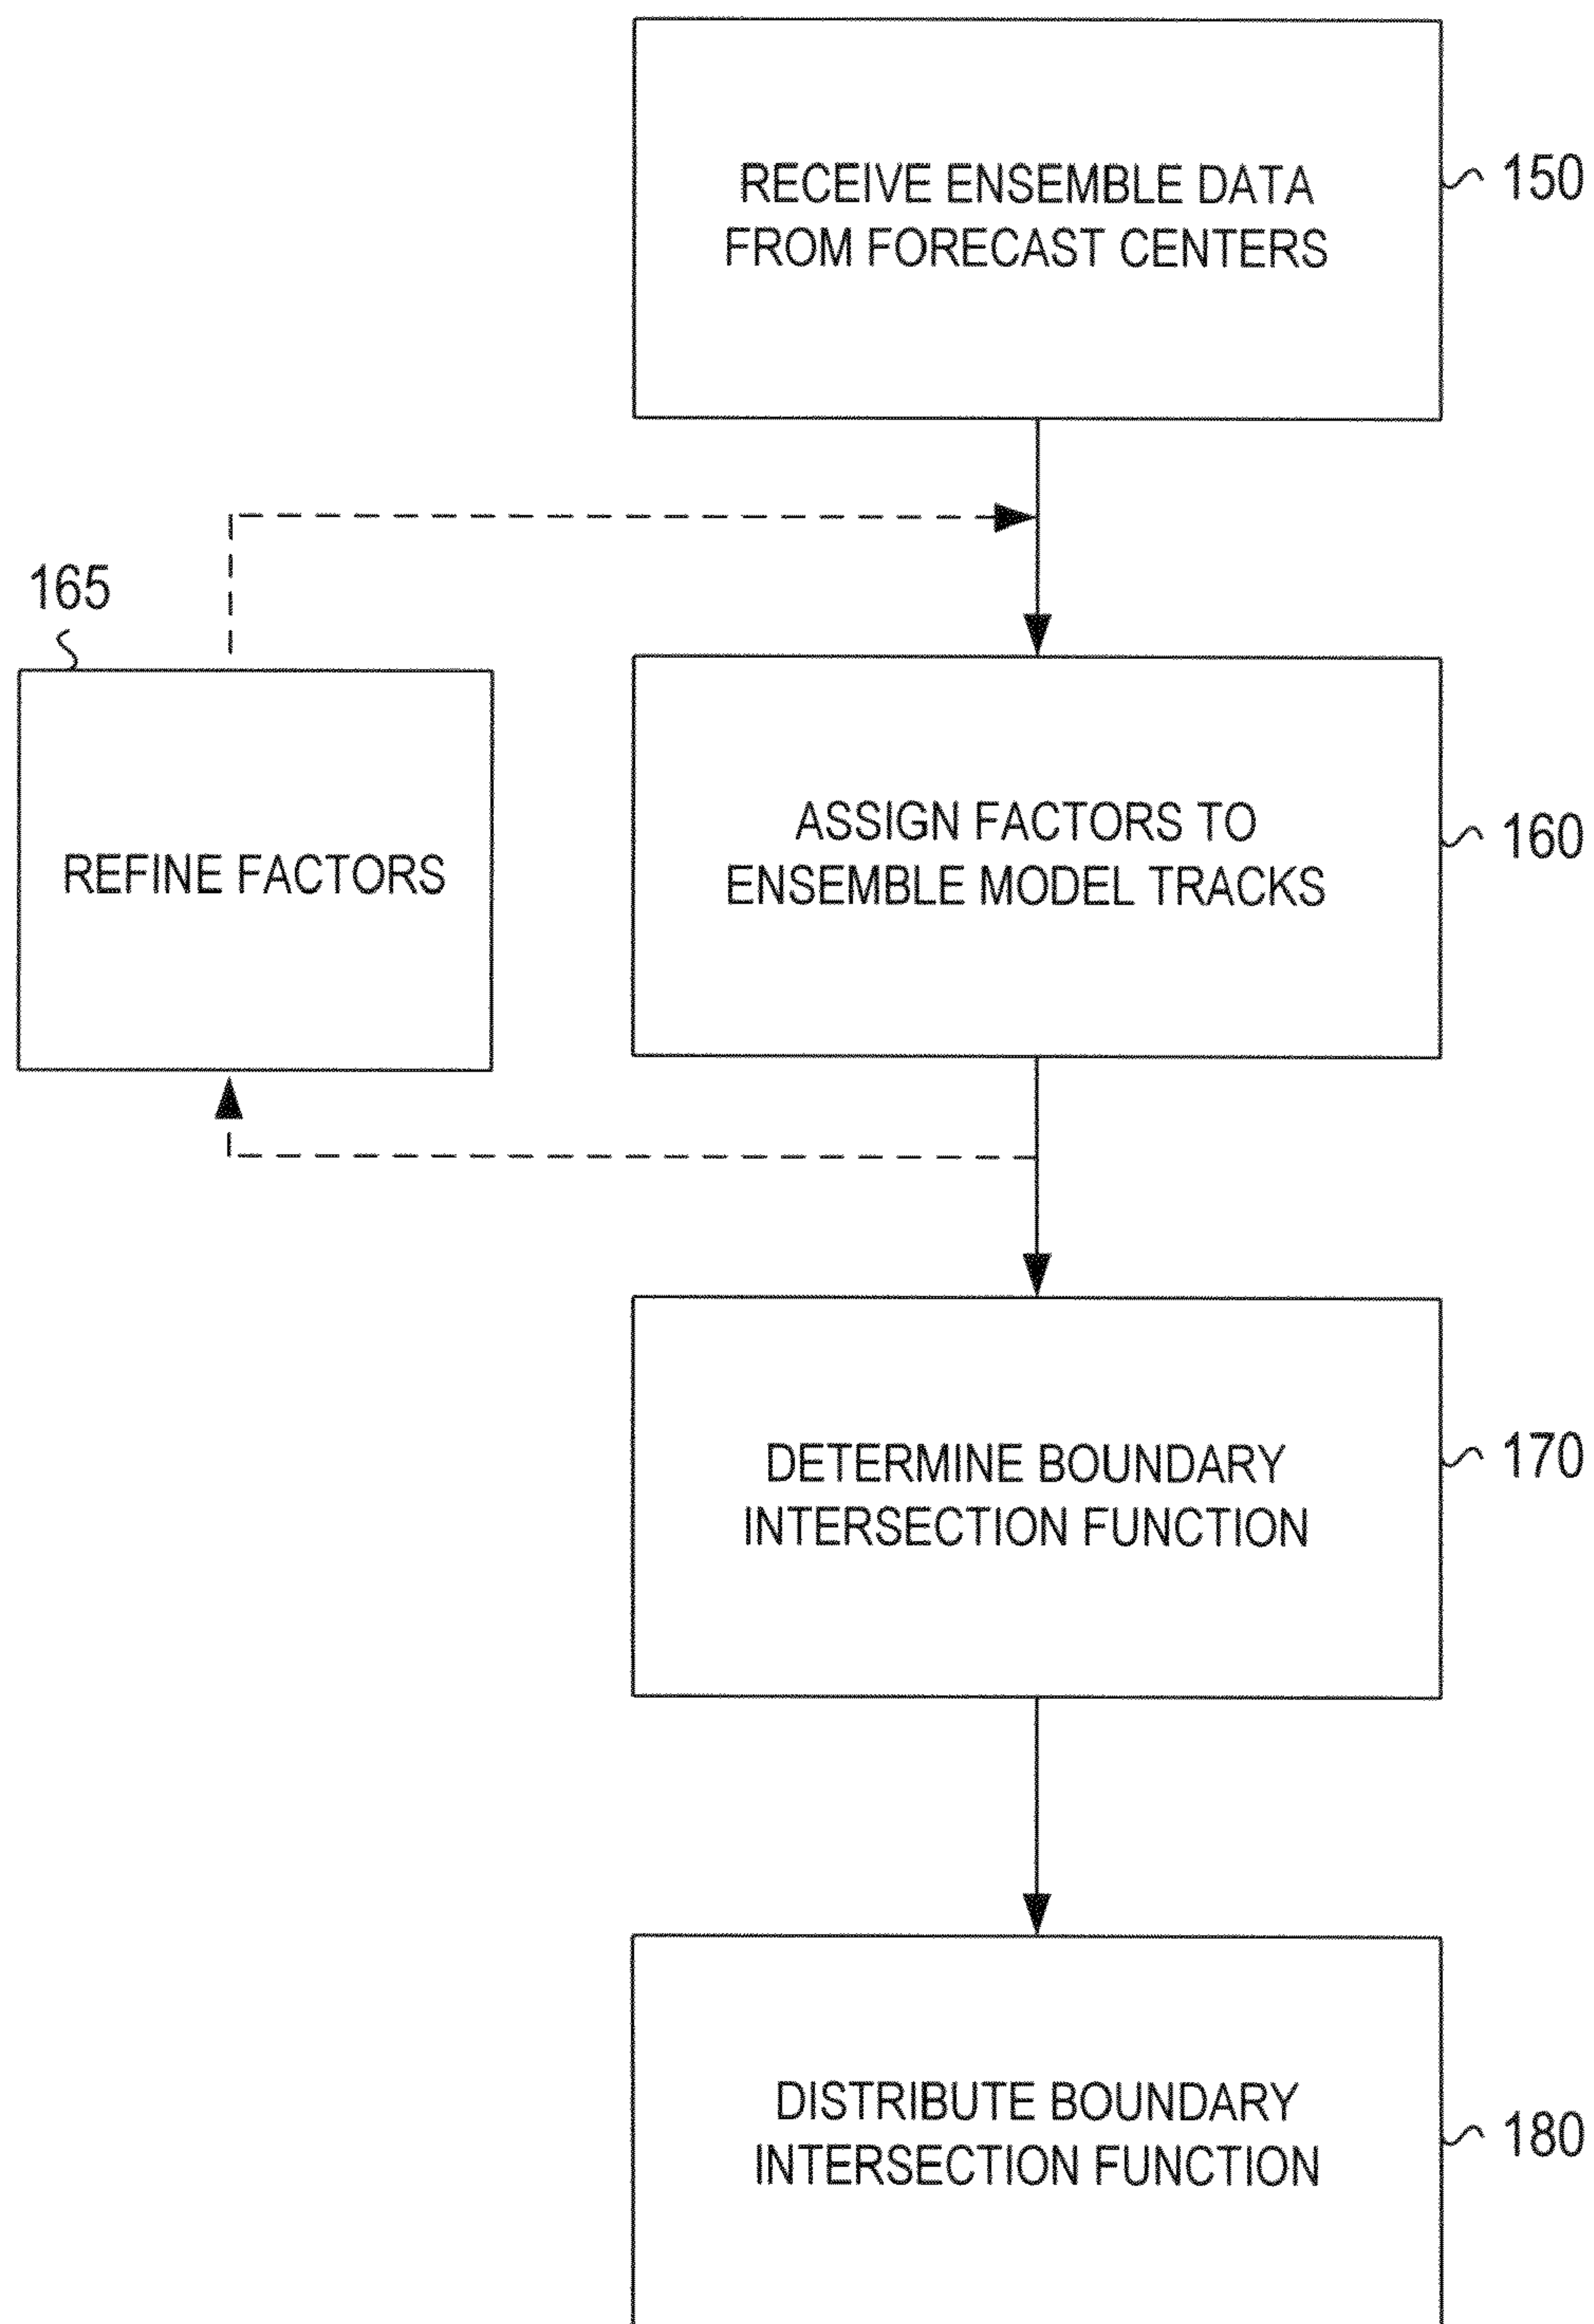 RECEIVE ENSEMBLE DATA
FROM FORECAST CENTERS
150
165
REFINE FACTORS
ASSIGN FACTORS TO
ENSEMBLE MODEL TRACKS
160
DETERMINE BOUNDARY
INTERSECTION FUNCTION
170
DISTRIBUTE BOUNDARY
INTERSECTION FUNCTION
180